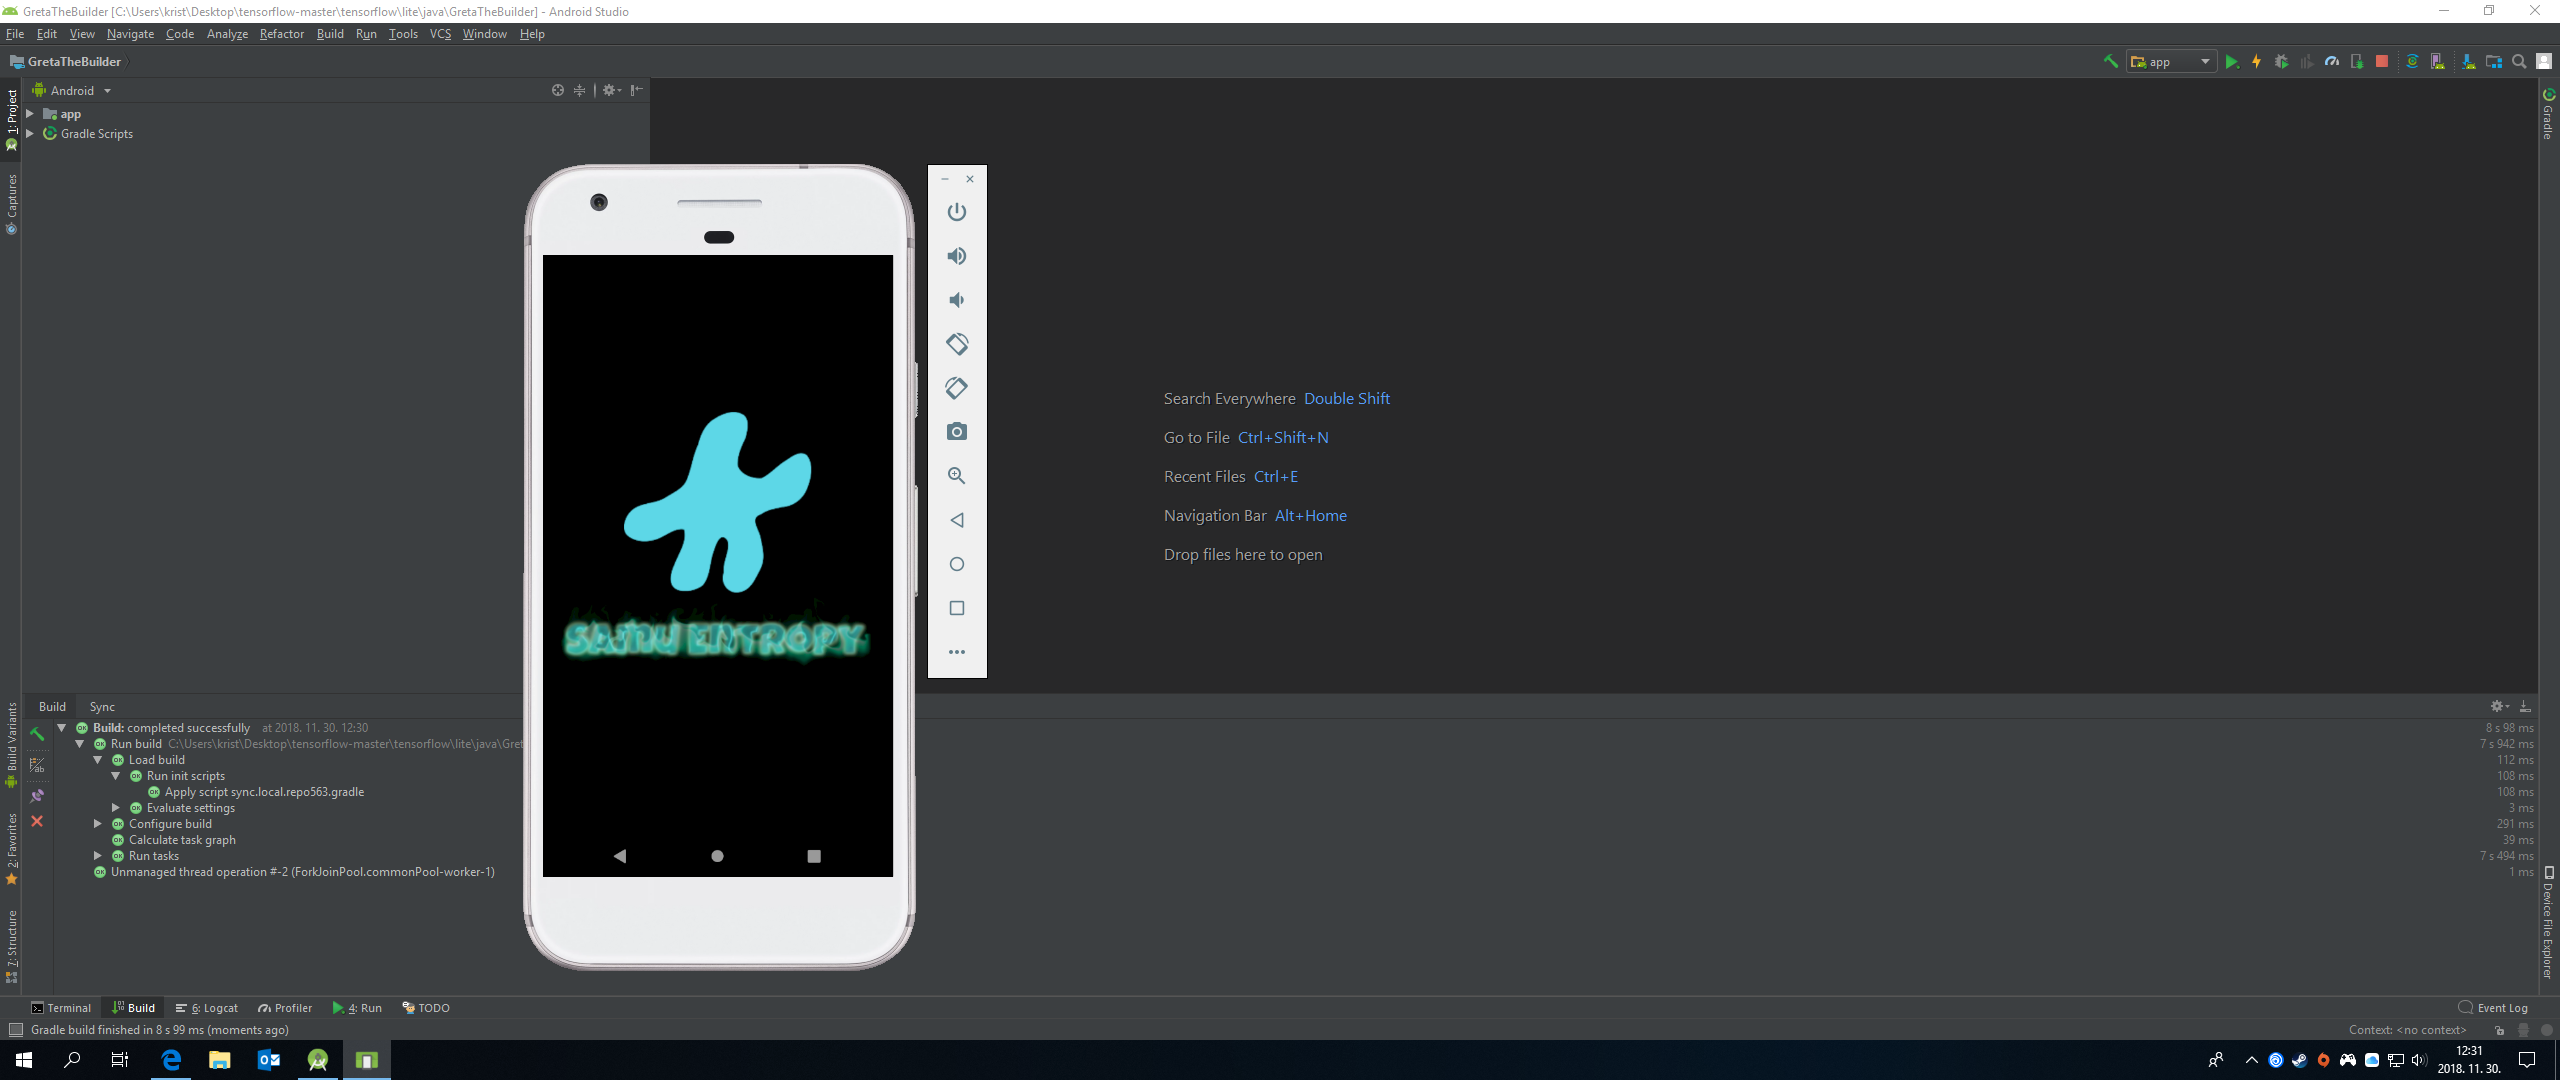 GretaTheBuilder [C:\Users\krist\Desktop\tensorflow-master\tensorflow\lite\java\GretaTheBuilder] - Android Studio
File Edit View Navigate Code Analyze Refactor Build Run Tools VCS Window Help
GretaTheBuilder
app
Android
app
Gradle Scripts
1: Project
Captures
Build Variants
2: Favorites
7: Structure
Gradle
Device File Explorer
SAMU ENTROPY
Search Everywhere Double Shift
Go to File Ctrl+Shift+N
Recent Files Ctrl+E
Navigation Bar Alt+Home
Drop files here to open
Build Sync
Build: completed successfully at 2018. 11. 30. 12:30 8 s 98 ms
Run build C:\Users\krist\Desktop\tensorflow-master\tensorflow\lite\java\Gret 7 s 942 ms
Load build 112 ms
Run init scripts 108 ms
Apply script sync.local.repo563.gradle 108 ms
Evaluate settings 3 ms
Configure build 291 ms
Calculate task graph 39 ms
Run tasks 7 s 494 ms
Unmanaged thread operation #-2 (ForkJoinPool.commonPool-worker-1) 1 ms
Terminal Build 6: Logcat Profiler 4: Run TODO Event Log
Gradle build finished in 8 s 99 ms (moments ago) Context: <no context>
12:31
2018. 11. 30.